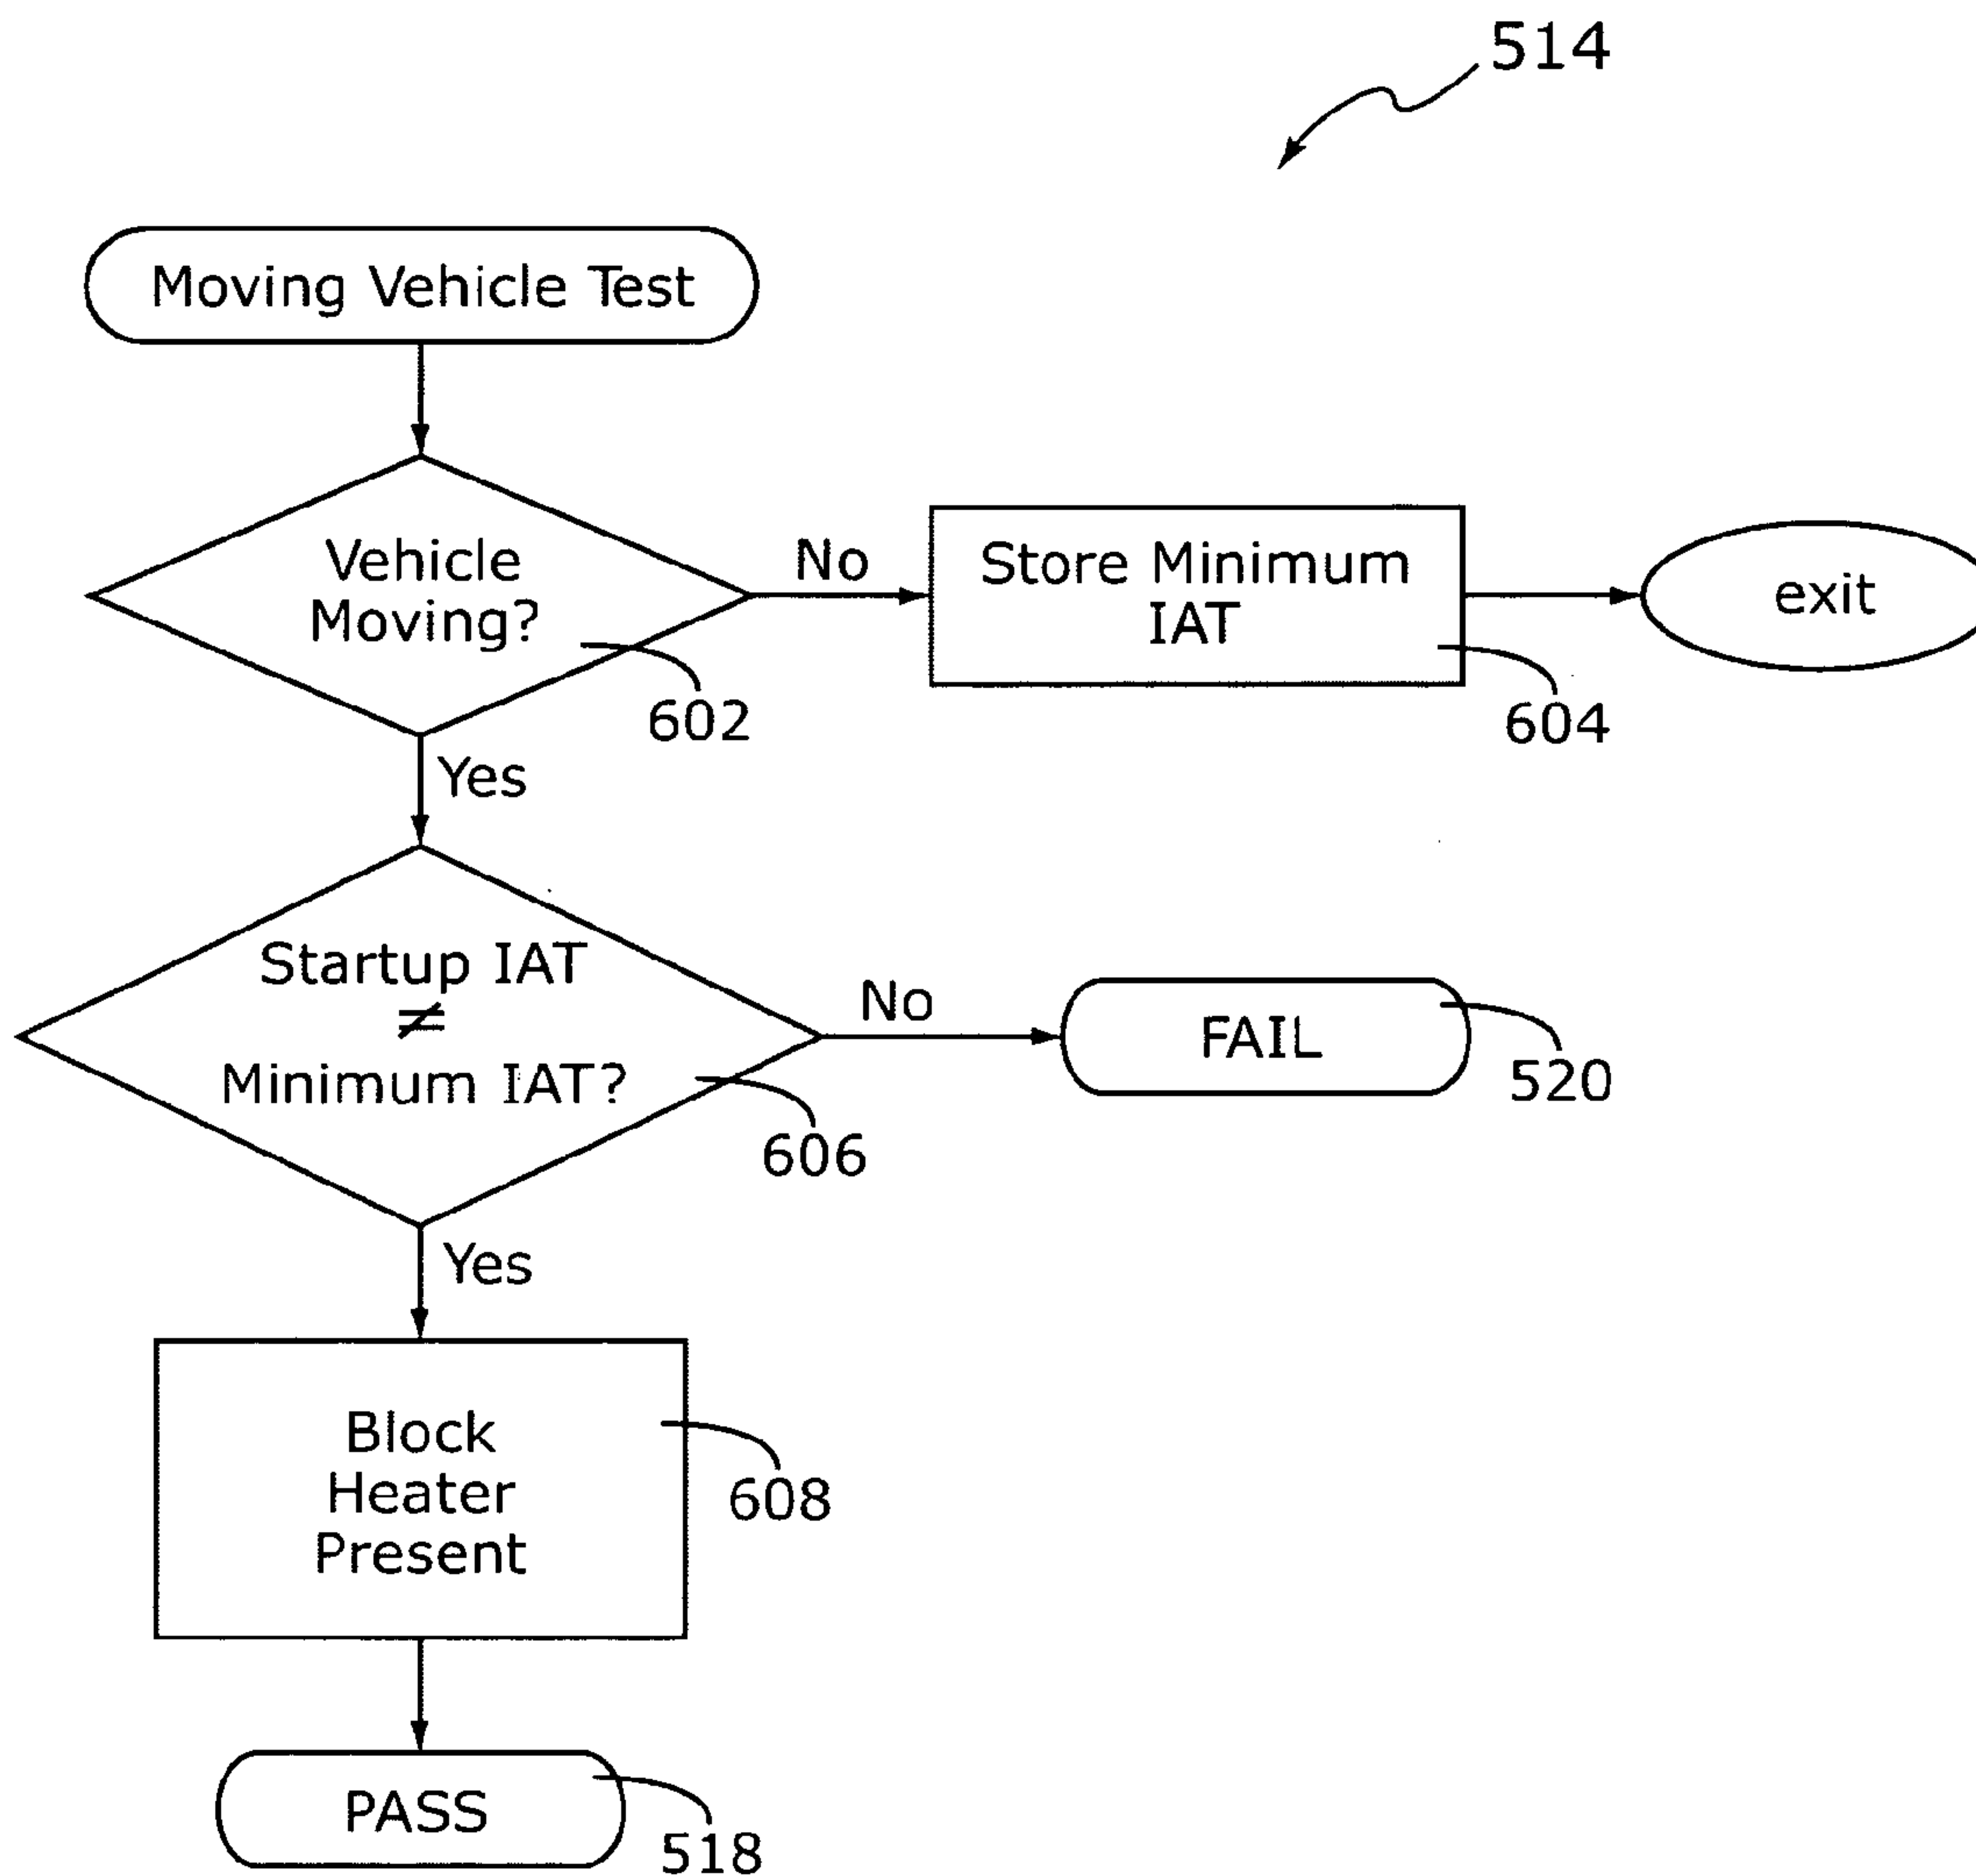 514
Moving Vehicle Test
Vehicle
Moving?
602
No
Store Minimum
IAT
604
exit
Yes
Startup IAT
≠
Minimum IAT?
606
No
FAIL
520
Yes
Block
Heater
Present
608
PASS
518